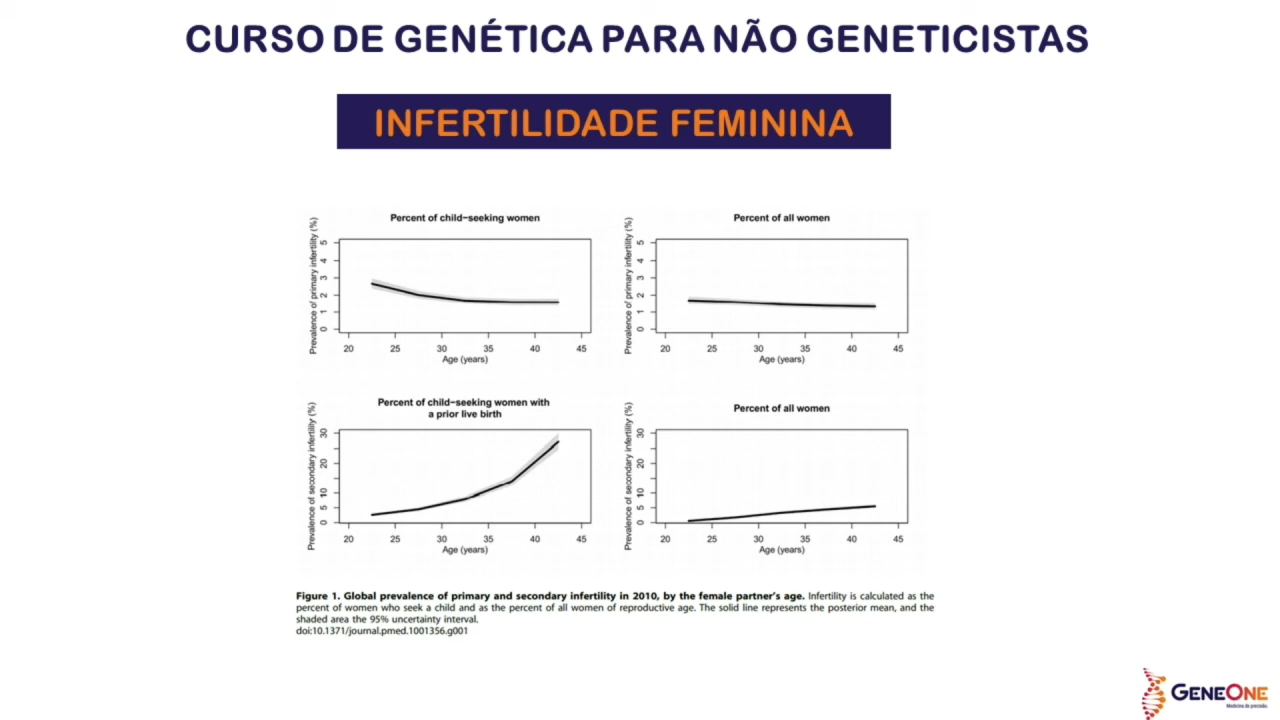 CURSO DE GENÉTICA PARA NÃO GENETICISTAS
INFERTILIDADE FEMININA
Percent of child−seeking women
Prevalence of primary infertility (%)
5
4
3
2
1
0
20 25 30 35 40 45
Age (years)
Percent of all women
Prevalence of primary infertility (%)
5
4
3
2
1
0
20 25 30 35 40 45
Age (years)
Percent of child−seeking women with
a prior live birth
Prevalence of secondary infertility (%)
30
20
10
5
0
20 25 30 35 40 45
Age (years)
Percent of all women
Prevalence of secondary infertility (%)
30
20
10
5
0
20 25 30 35 40 45
Age (years)
Figure 1. Global prevalence of primary and secondary infertility in 2010, by the female partner's age. Infertility is calculated as the
percent of women who seek a child and as the percent of all women of reproductive age. The solid line represents the posterior mean, and the
shaded area the 95% uncertainty interval.
doi:10.1371/journal.pmed.1001356.g001
GENEONE
Medicina de precisão.